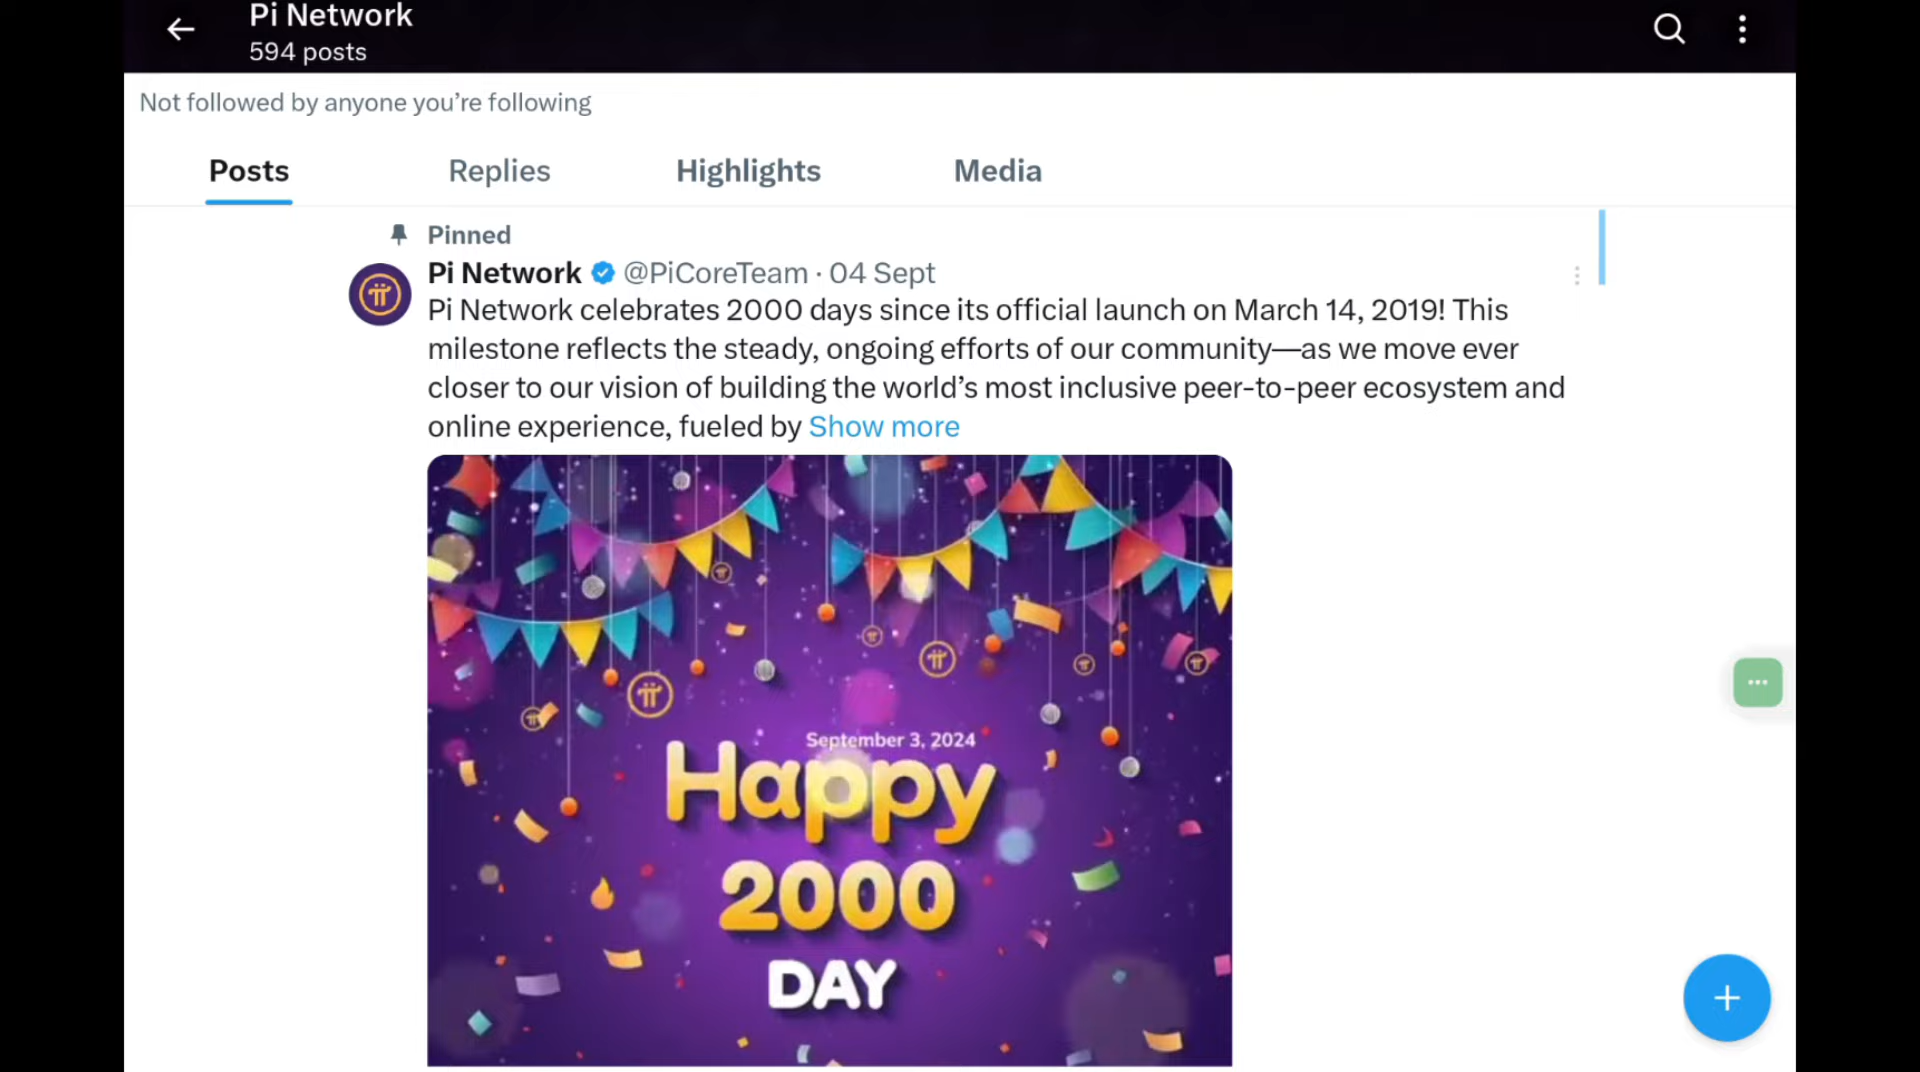 Pi Network
594 posts
Not followed by anyone you’re following
Posts Replies Highlights Media
Pinned
Pi Network @PiCoreTeam · 04 Sept
Pi Network celebrates 2000 days since its official launch on March 14, 2019! This
milestone reflects the steady, ongoing efforts of our community—as we move ever
closer to our vision of building the world’s most inclusive peer-to-peer ecosystem and
online experience, fueled by Show more
September 3, 2024
Happy
2000
DAY